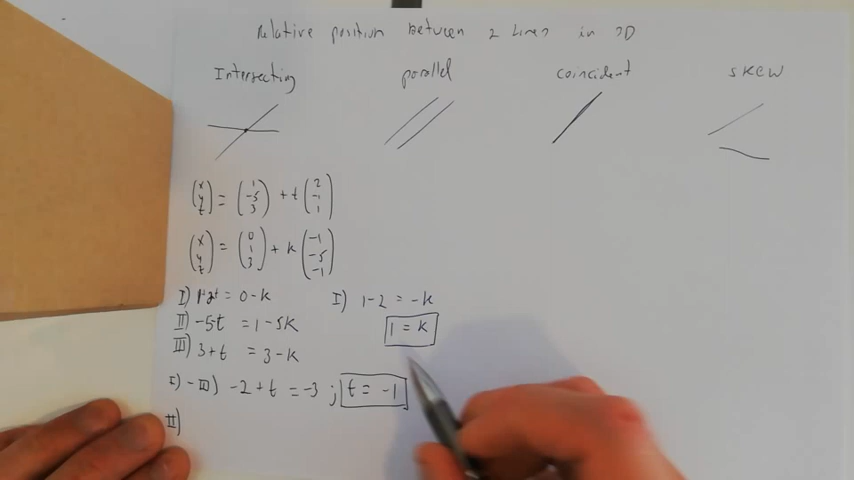 Relative position between 2 lines in 3D
Intersecting parallel coincident skew
(x y z) = (1 -5 3) + t (2 -1 1)
(x y z) = (0 1 3) + k (-1 -5 -1)
I) 1+2t = 0-k I) 1-2 = -k
II) -5-t = 1-5k 1 = k
III) 3+t = 3-k
I)-III) -2+t = -3 ; t = -1
II)